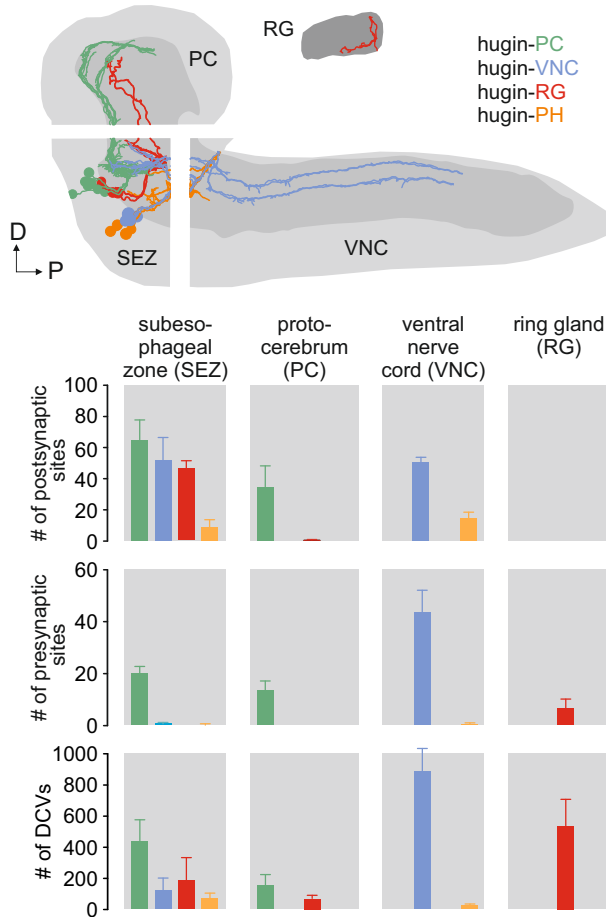 RG
PC
hugin-PC
hugin-VNC
hugin-RG
hugin-PH
D
P
SEZ
VNC
subeso-
phageal
zone (SEZ)
proto-
cerebrum
(PC)
ventral
nerve
cord (VNC)
ring gland
(RG)
# of postsynaptic
sites
100
80
60
40
20
0
# of presynaptic
sites
60
40
20
0
# of DCVs
1000
800
600
400
200
0